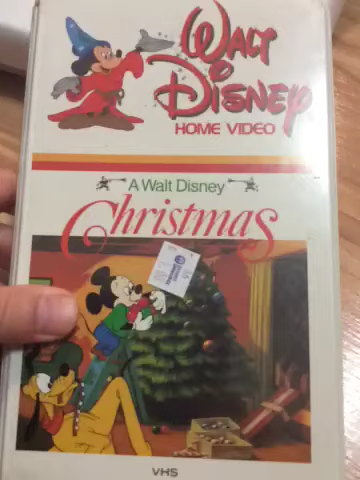 WALT
DISNEY
HOME VIDEO
A Walt Disney
Christmas
VHS